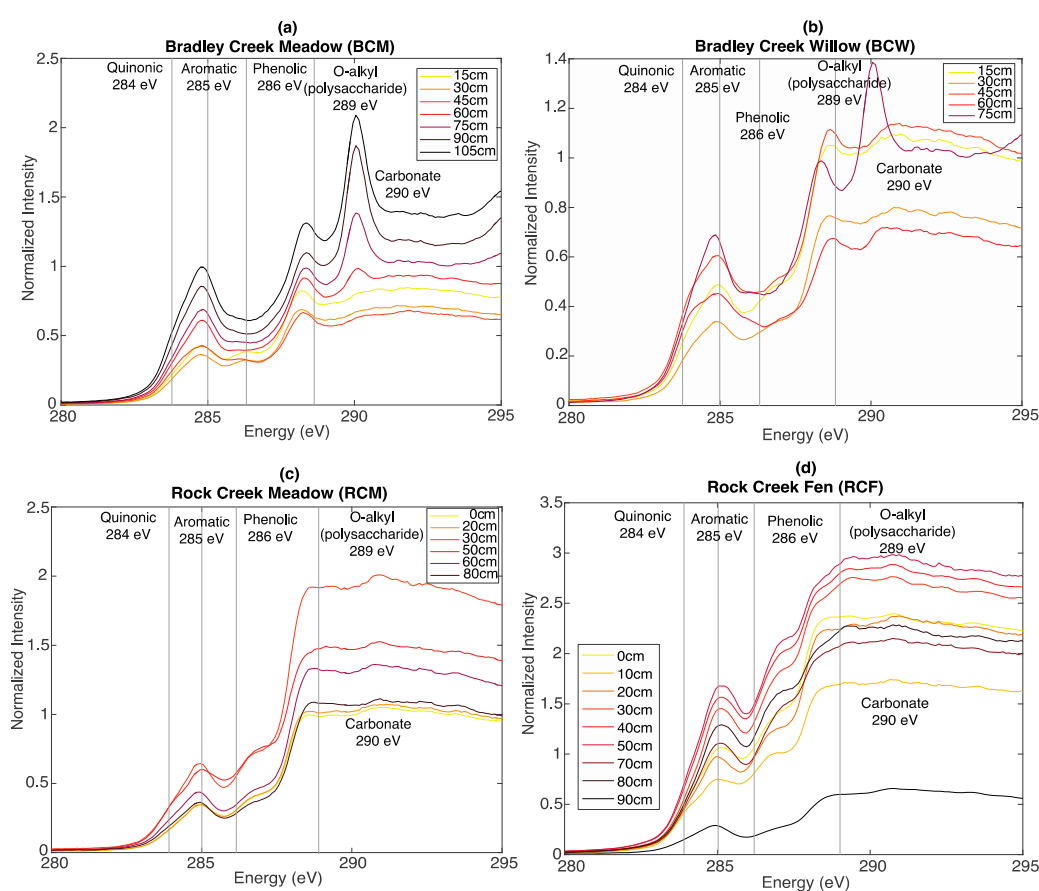 (a)
Bradley Creek Meadow (BCM)
2.5
2
1.5
1
0.5
0
280
285
290
295
Normalized Intensity
Energy (eV)
Quinonic
284 eV
Aromatic
285 eV
Phenolic
286 eV
O-alkyl
(polysaccharide)
289 eV
Carbonate
290 eV
15cm
30cm
45cm
60cm
75cm
90cm
105cm
(b)
Bradley Creek Willow (BCW)
1.4
1.2
1
0.8
0.6
0.4
0.2
0
280
285
290
295
Normalized Intensity
Energy (eV)
Quinonic
284 eV
Aromatic
285 eV
Phenolic
286 eV
O-alkyl
(polysaccharide)
289 eV
Carbonate
290 eV
15cm
30cm
45cm
60cm
75cm
(c)
Rock Creek Meadow (RCM)
2.5
2
1.5
1
0.5
0
280
285
290
295
Normalized Intensity
Energy (eV)
Quinonic
284 eV
Aromatic
285 eV
Phenolic
286 eV
O-alkyl
(polysaccharide)
289 eV
Carbonate
290 eV
0cm
20cm
30cm
50cm
60cm
80cm
(d)
Rock Creek Fen (RCF)
3.5
3
2.5
2
1.5
1
0.5
0
280
285
290
295
Normalized Intensity
Energy (eV)
Quinonic
284 eV
Aromatic
285 eV
Phenolic
286 eV
O-alkyl
(polysaccharide)
289 eV
Carbonate
290 eV
0cm
10cm
20cm
30cm
40cm
50cm
70cm
80cm
90cm